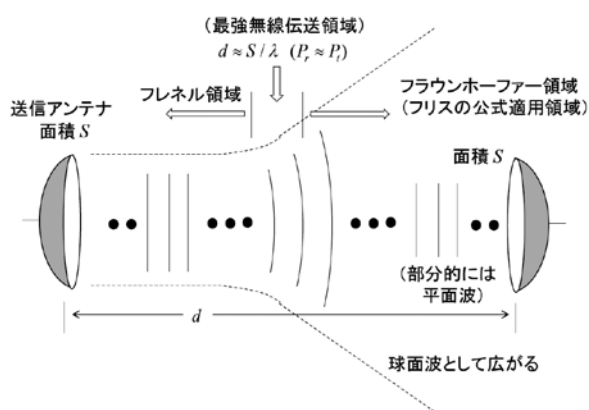 (最強無線伝送領域)
d ≈ S / λ (Pr ≈ Pt)
フレネル領域
フラウンホーファー領域
(フリスの公式適用領域)
送信アンテナ
面積 S
面積 S
(部分的には
平面波)
d
球面波として広がる